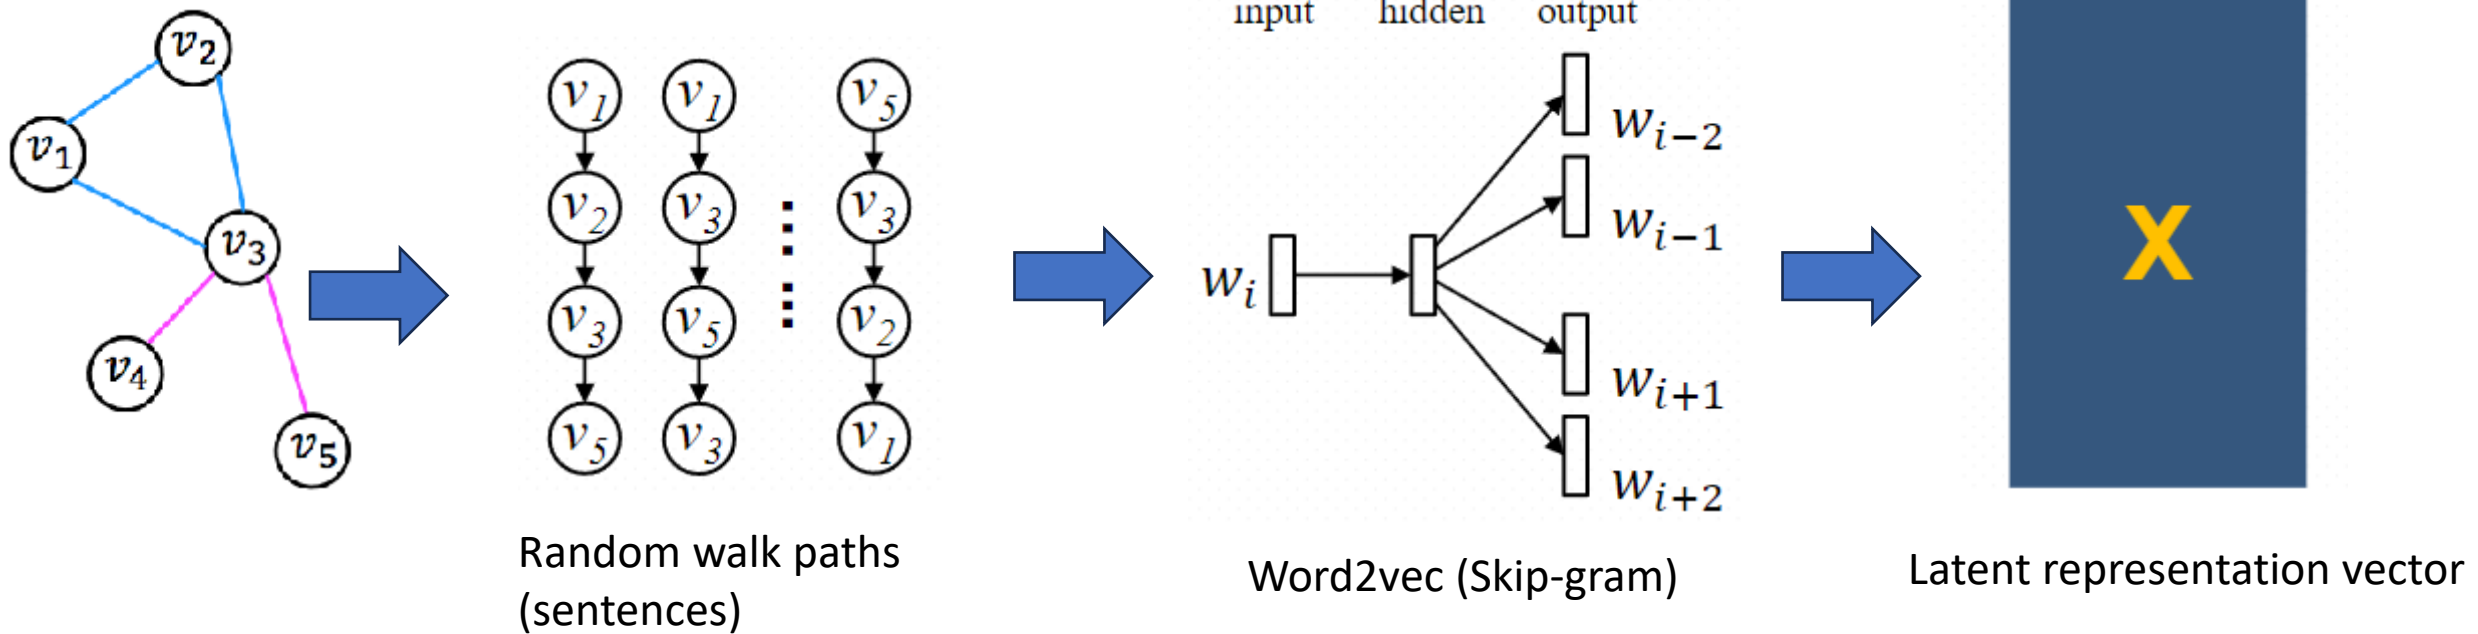 v2
v1
v3
v4
v5
v1
v2
v3
v5
v1
v3
v5
v3
v5
v3
v2
v1
Random walk paths
(sentences)
input hidden output
wi
wi−2
wi−1
wi+1
wi+2
Word2vec (Skip-gram)
X
Latent representation vector